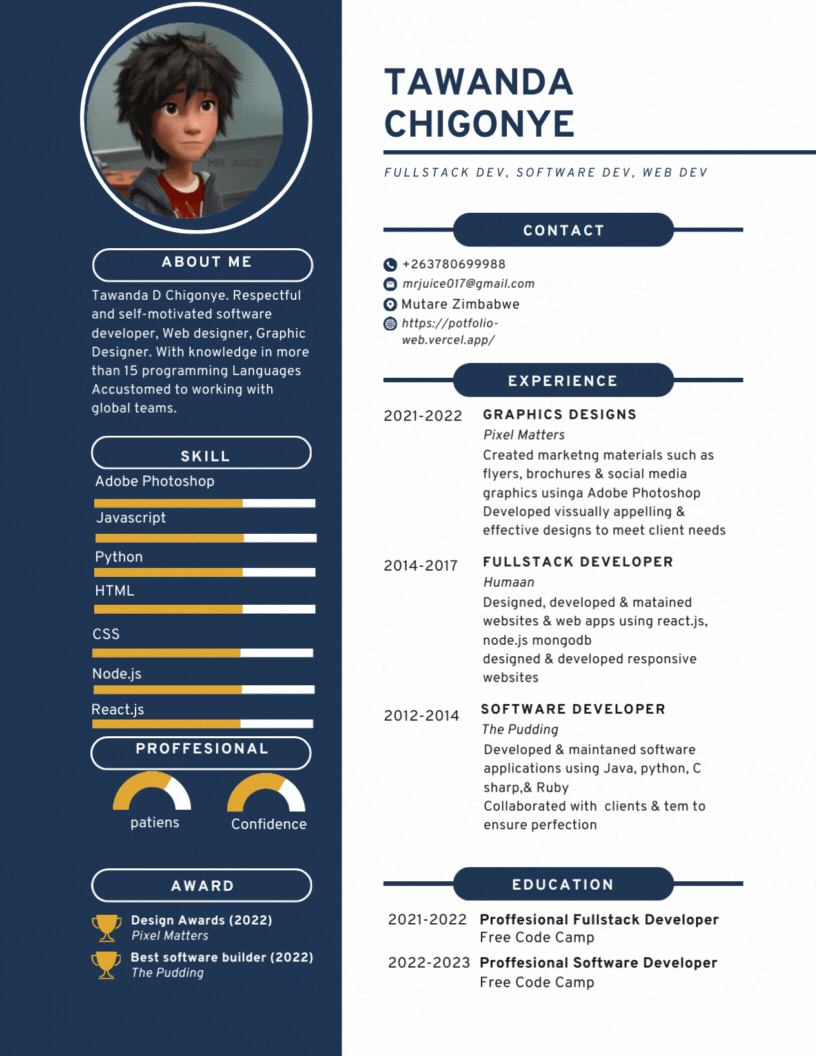 MR JUICE
ABOUT ME
Tawanda D Chigonye. Respectful
and self-motivated software
developer, Web designer, Graphic
Designer. With knowledge in more
than 15 programming Languages
Accustomed to working with
global teams.
SKILL
Adobe Photoshop
Javascript
Python
HTML
CSS
Node.js
React.js
PROFFESIONAL
patiens
Confidence
AWARD
Design Awards (2022)
Pixel Matters
Best software builder (2022)
The Pudding
TAWANDA
CHIGONYE
FULLSTACK DEV, SOFTWARE DEV, WEB DEV
CONTACT
+263780699988
mrjuice017@gmail.com
Mutare Zimbabwe
https://potfolio-
web.vercel.app/
EXPERIENCE
2021-2022 GRAPHICS DESIGNS
Pixel Matters
Created marketng materials such as
flyers, brochures & social media
graphics usinga Adobe Photoshop
Developed vissually appelling &
effective designs to meet client needs
2014-2017 FULLSTACK DEVELOPER
Humaan
Designed, developed & matained
websites & web apps using react.js,
node.js mongodb
designed & developed responsive
websites
2012-2014 SOFTWARE DEVELOPER
The Pudding
Developed & maintaned software
applications using Java, python, C
sharp,& Ruby
Collaborated with clients & tem to
ensure perfection
EDUCATION
2021-2022 Proffesional Fullstack Developer
Free Code Camp
2022-2023 Proffesional Software Developer
Free Code Camp